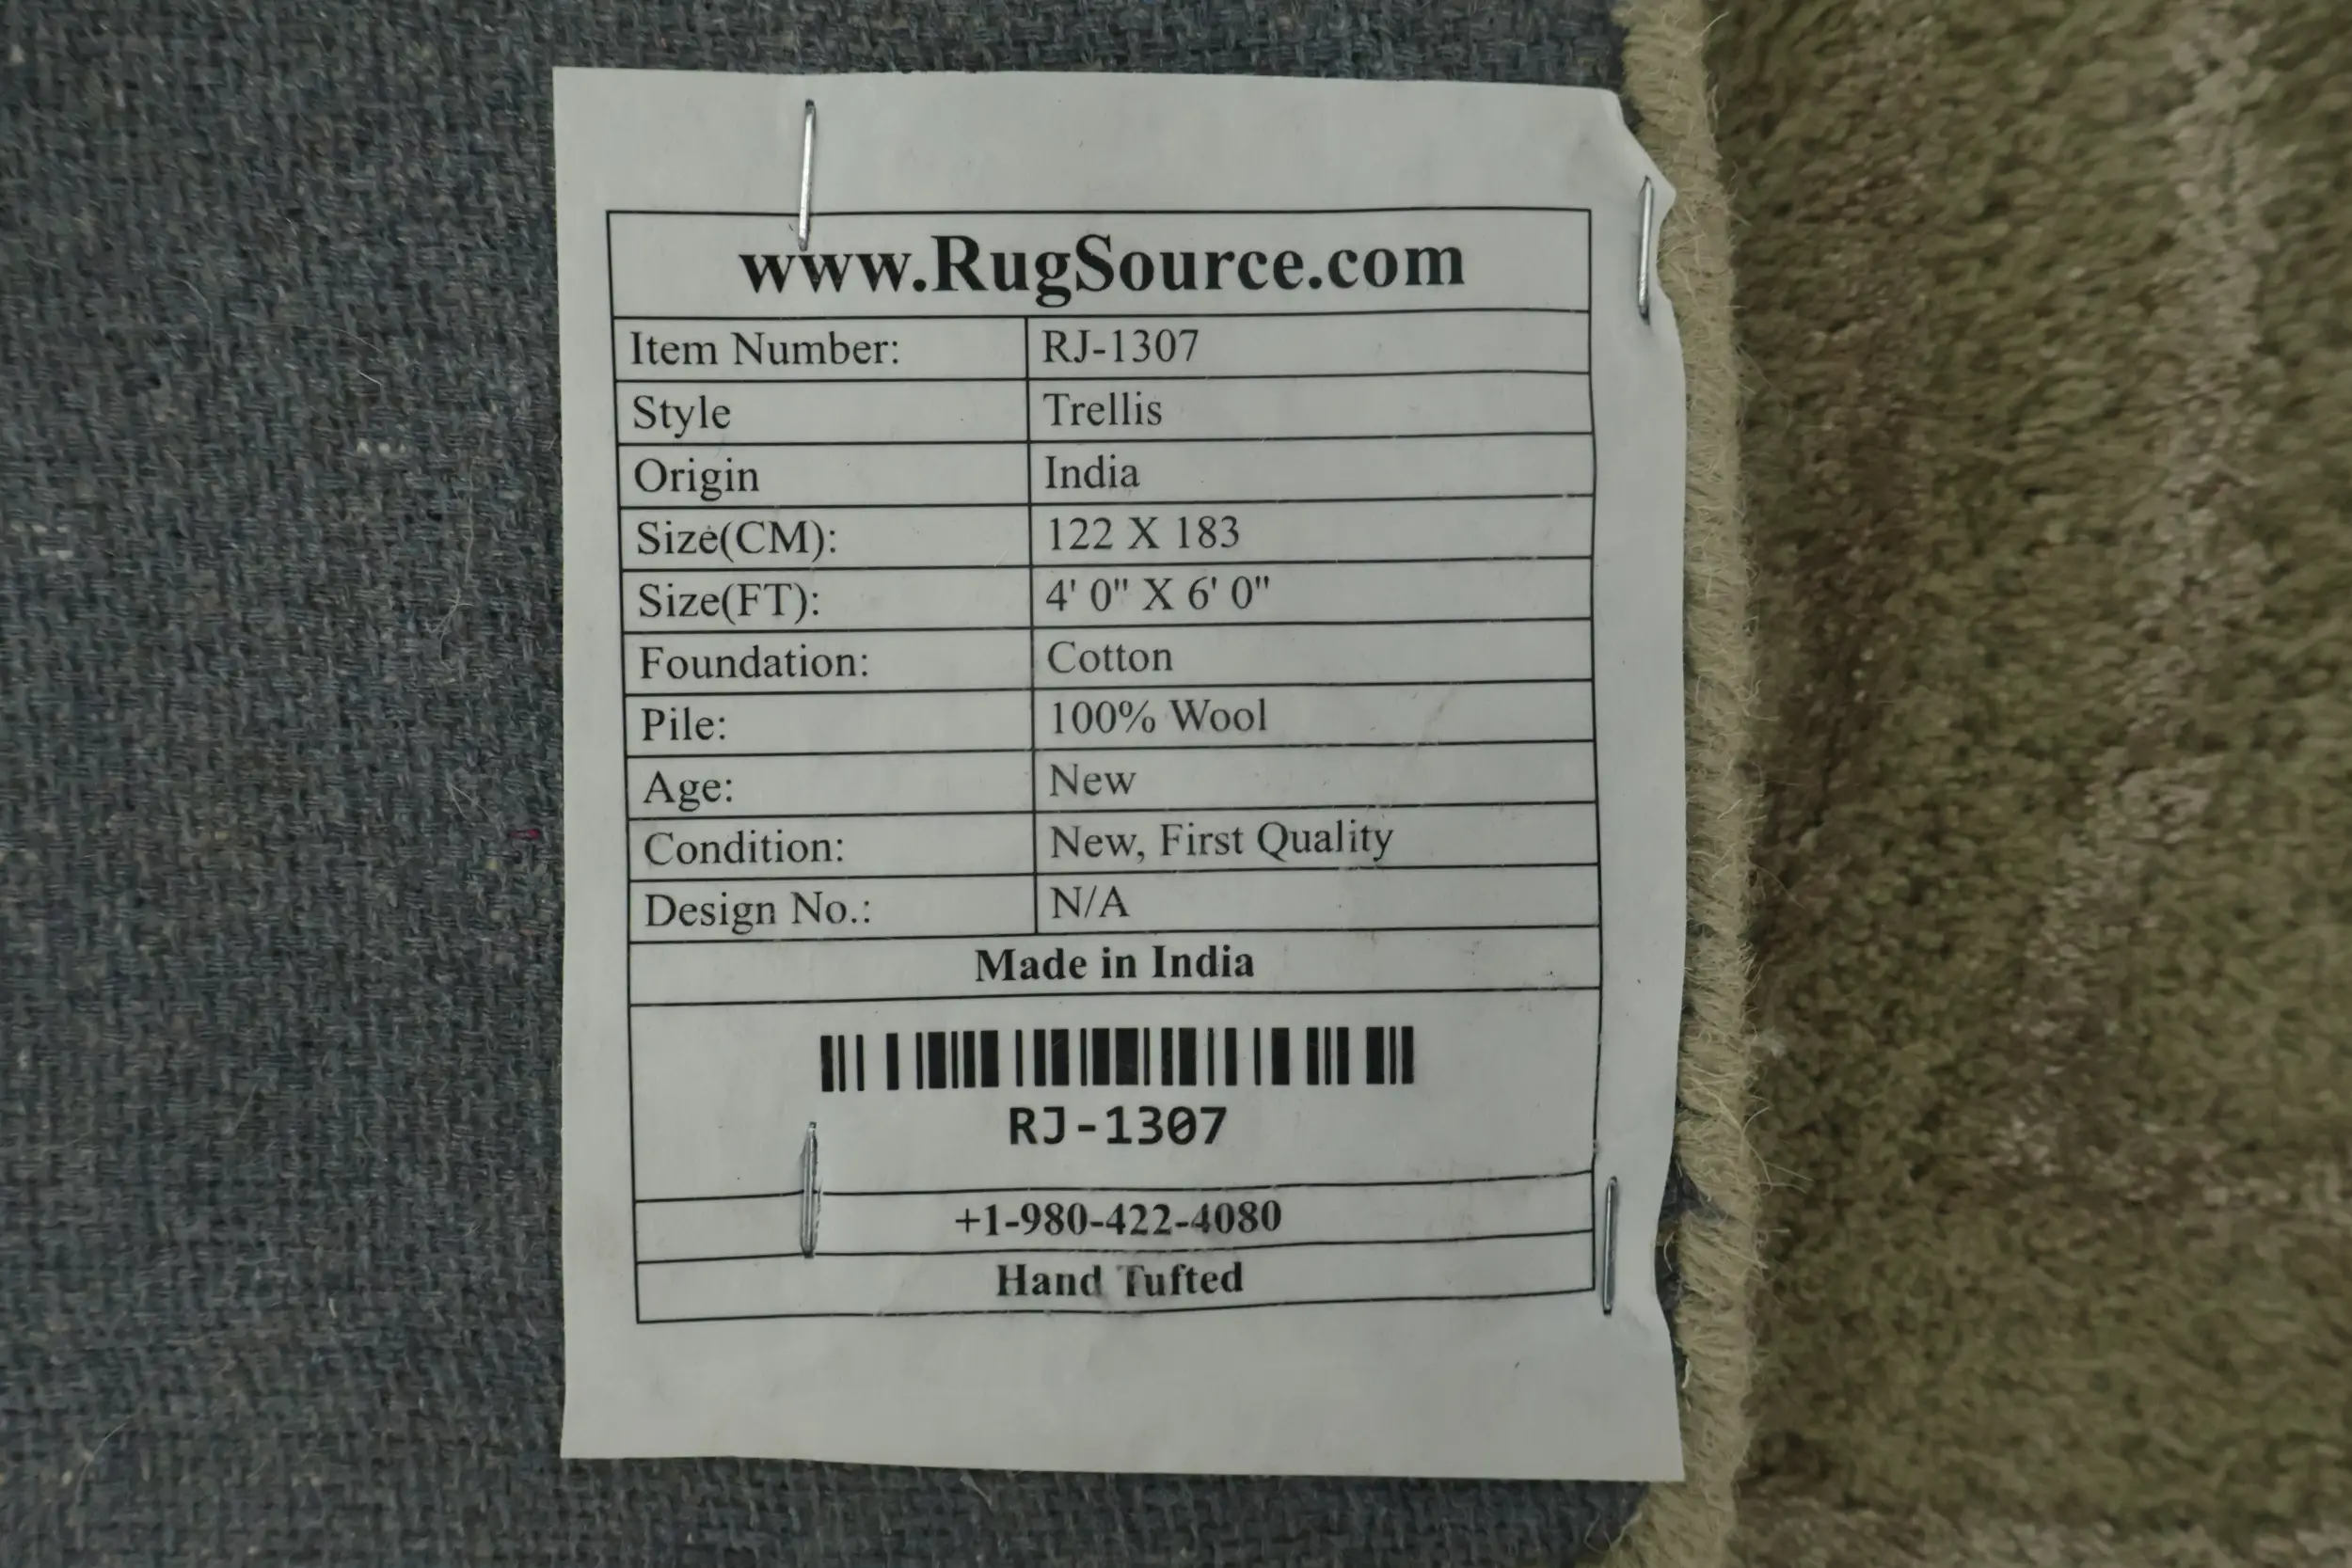 www.RugSource.com
Item Number: RJ-1307
Style Trellis
Origin India
Size(CM): 122 X 183
Size(FT): 4' 0" X 6' 0"
Foundation: Cotton
Pile: 100% Wool
Age: New
Condition: New, First Quality
Design No.: N/A
Made in India
RJ-1307
+1-980-422-4080
Hand Tufted